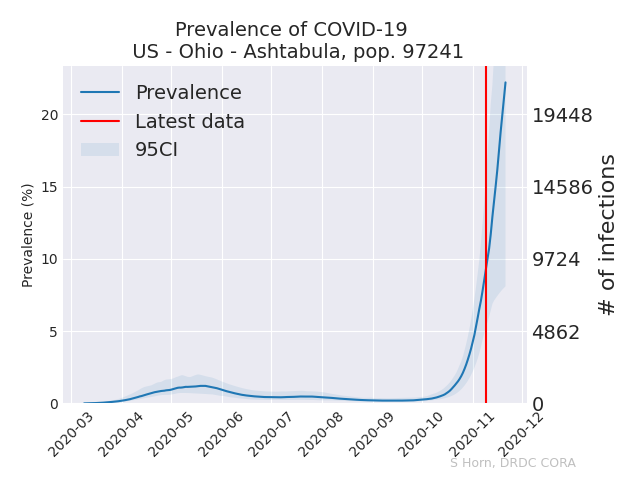 Prevalence of COVID-19
US - Ohio - Ashtabula, pop. 97241
Prevalence
Latest data
95CI
Prevalence (%)
20
15
10
5
0
19448
14586
9724
4862
0
# of infections
2020-03
2020-04
2020-05
2020-06
2020-07
2020-08
2020-09
2020-10
2020-11
2020-12
S Horn, DRDC CORA